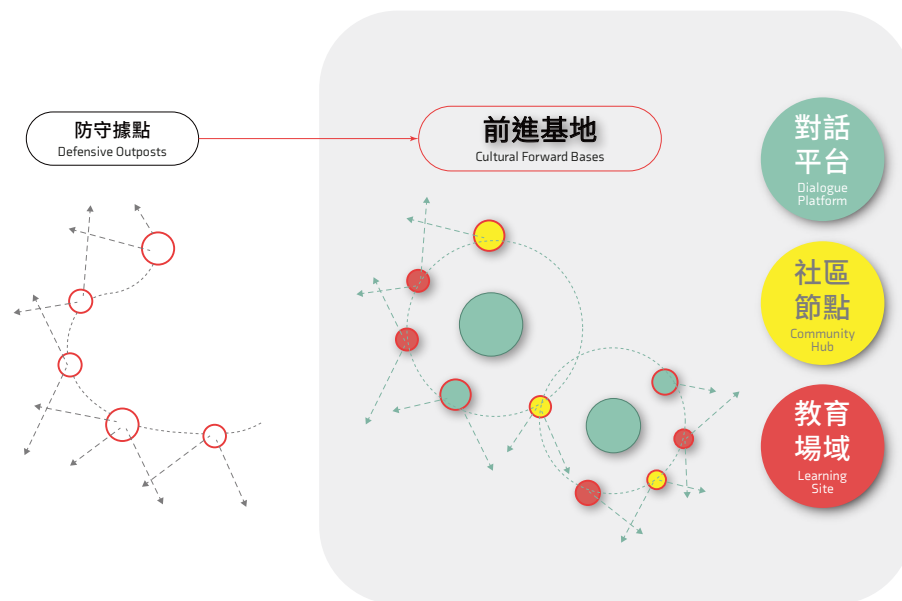 防守據點
Defensive Outposts
前進基地
Cultural Forward Bases
對話
平台
Dialogue
Platform
社區
節點
Community
Hub
教育
場域
Learning
Site